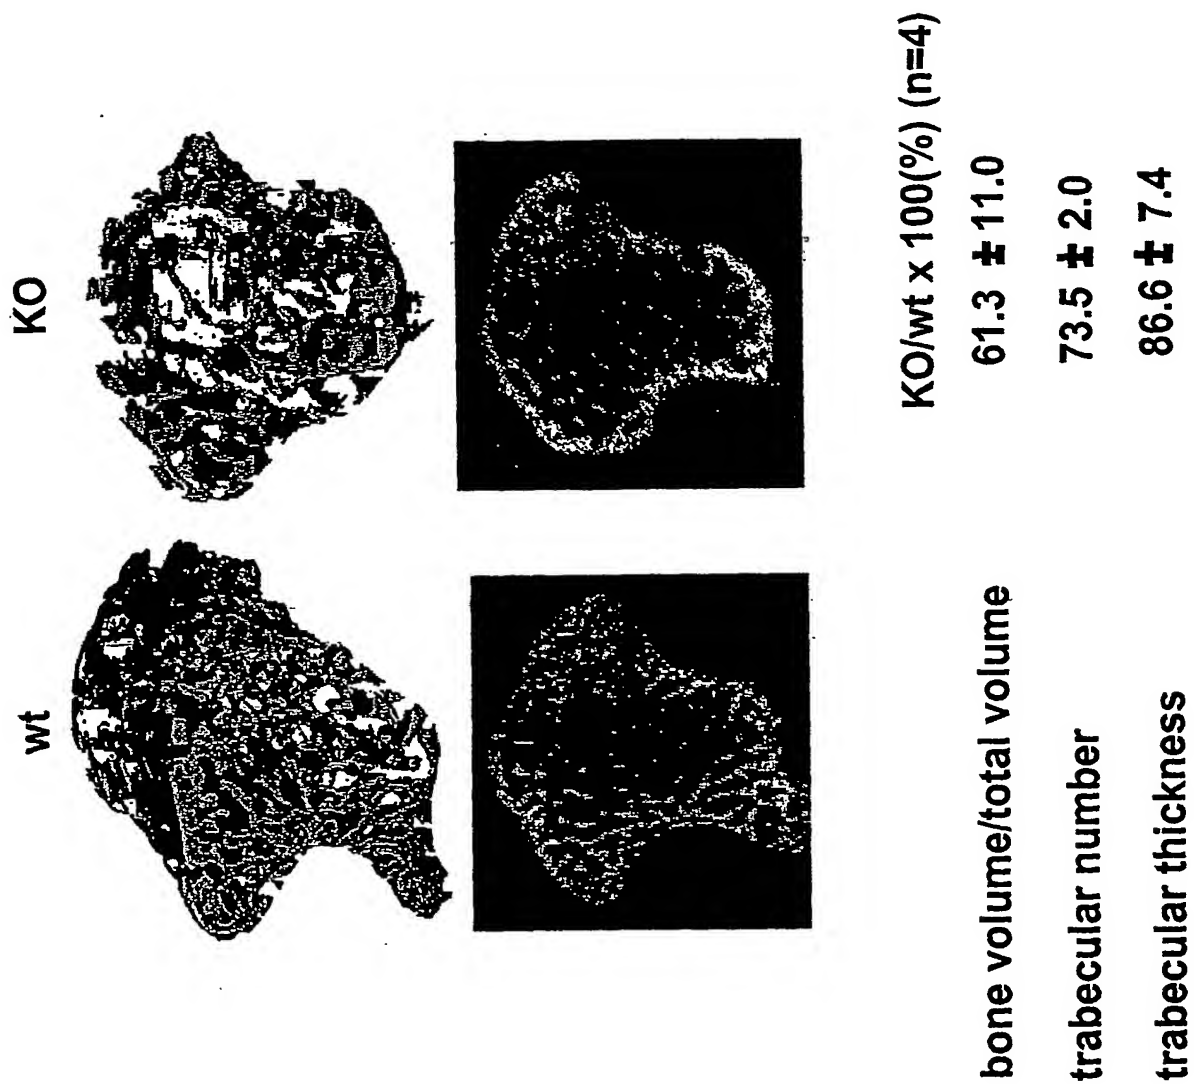 wt
KO
KO/wt x 100(%) (n=4)
bone volume/total volume 61.3 ± 11.0
trabecular number 73.5 ± 2.0
trabecular thickness 86.6 ± 7.4